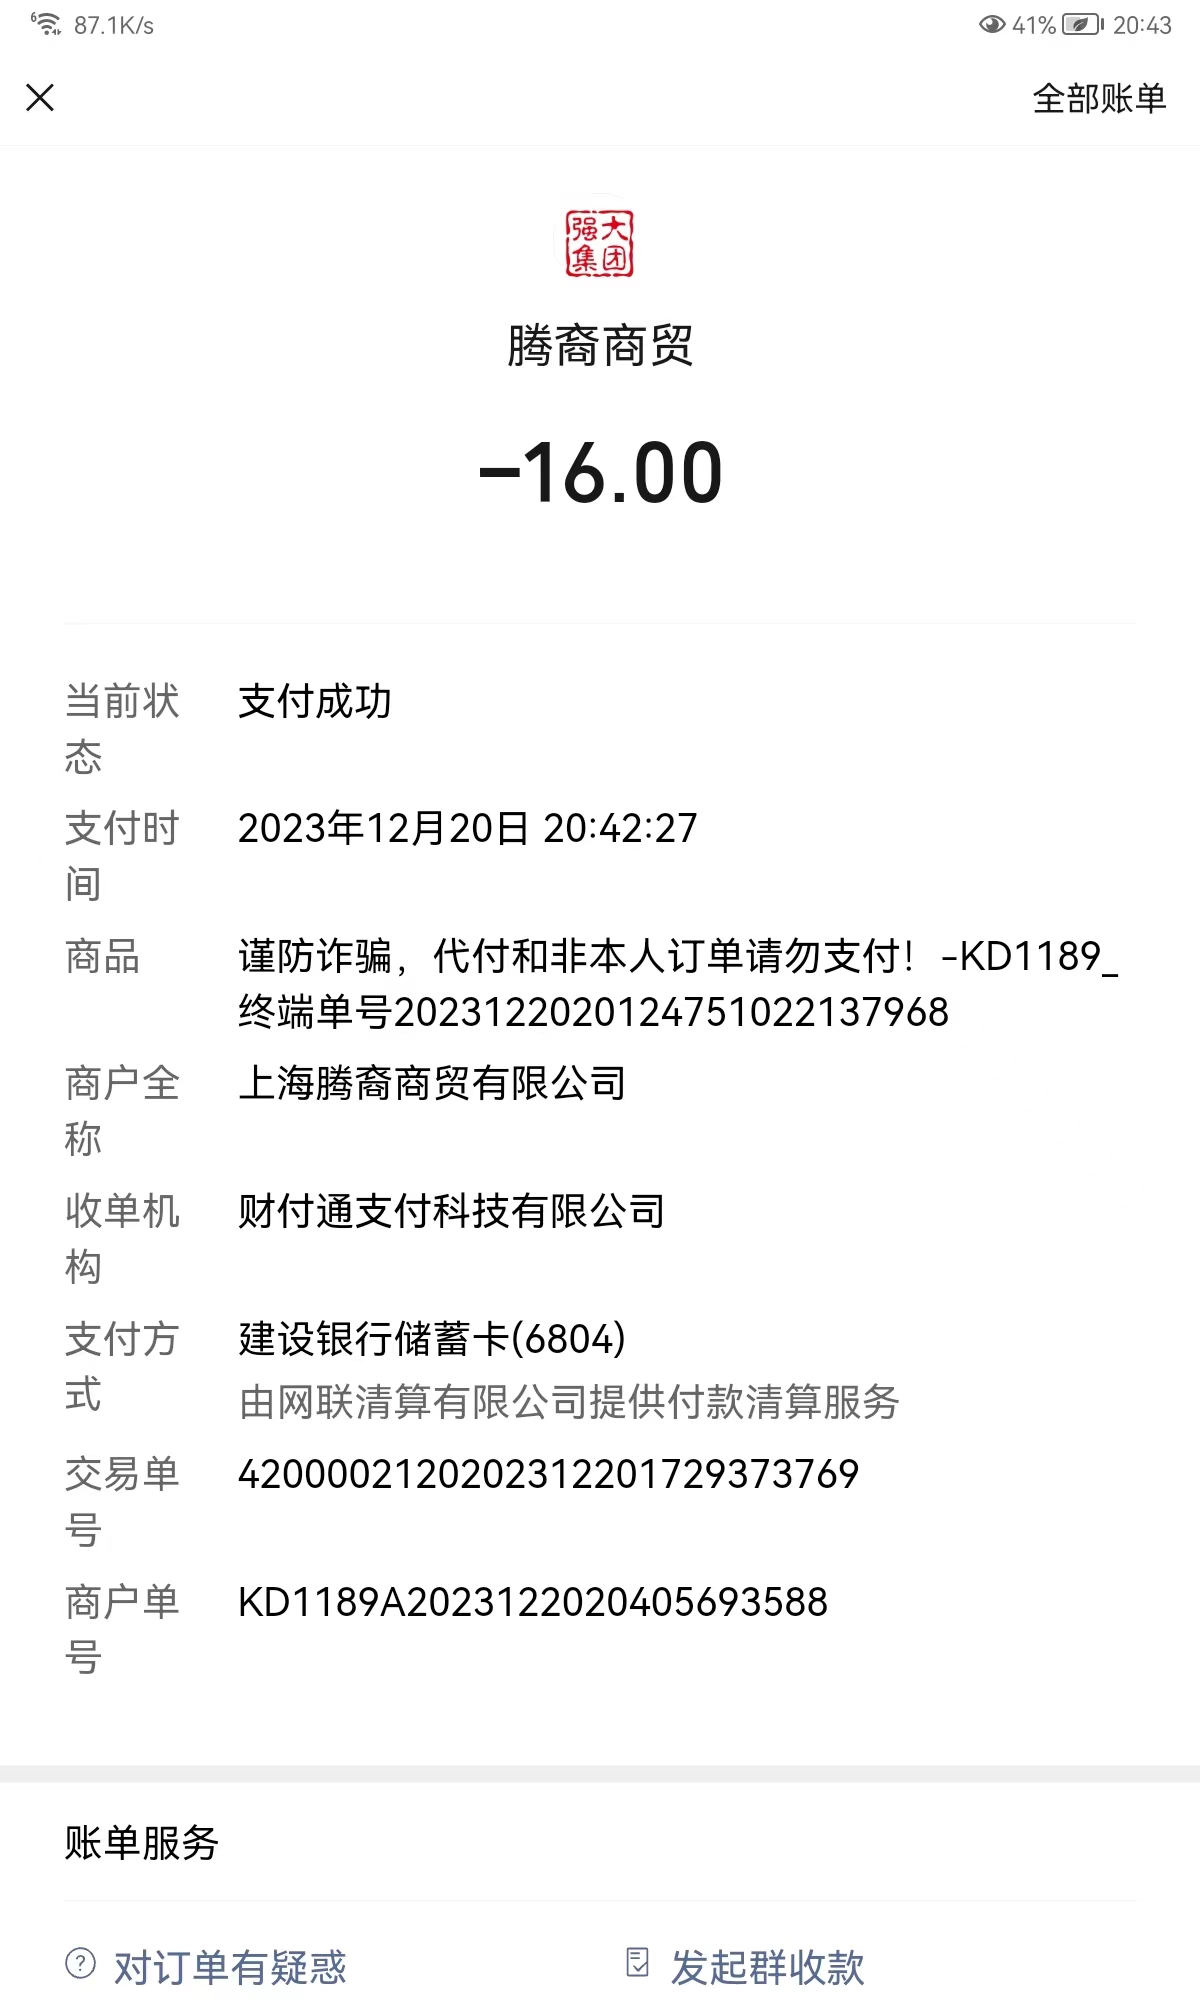 6 87.1K/s 41% 20:43
全部账单
强大
集团
腾裔商贸
-16.00
当前状
态
支付成功
支付时
间
2023年12月20日 20:42:27
商品
谨防诈骗，代付和非本人订单请勿支付！-KD1189_
终端单号2023122020124751022137968
商户全
称
上海腾裔商贸有限公司
收单机
构
财付通支付科技有限公司
支付方
式
建设银行储蓄卡(6804)
由网联清算有限公司提供付款清算服务
交易单
号
4200002120202312201729373769
商户单
号
KD1189A2023122020405693588
账单服务
对订单有疑惑
发起群收款